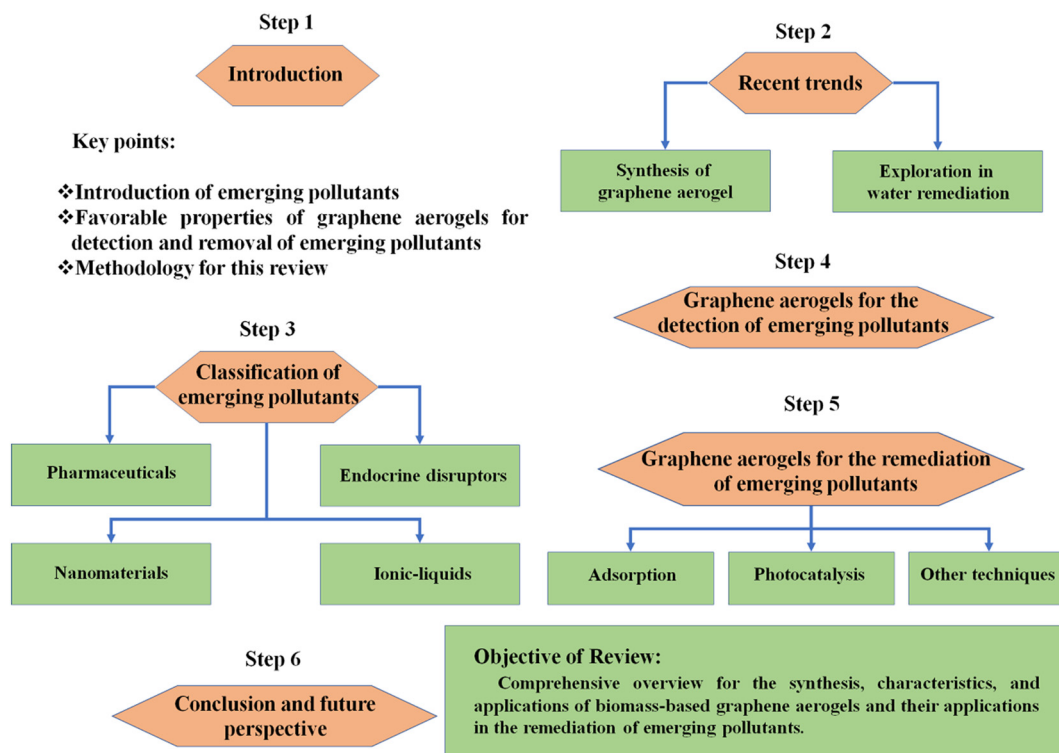 Step 1
Introduction
Key points:
❖Introduction of emerging pollutants
❖Favorable properties of graphene aerogels for
detection and removal of emerging pollutants
❖Methodology for this review
Step 2
Recent trends
Synthesis of
graphene aerogel
Exploration in
water remediation
Step 3
Classification of
emerging pollutants
Pharmaceuticals
Endocrine disruptors
Nanomaterials
Ionic-liquids
Step 4
Graphene aerogels for the
detection of emerging pollutants
Step 5
Graphene aerogels for the remediation
of emerging pollutants
Adsorption
Photocatalysis
Other techniques
Step 6
Conclusion and future
perspective
Objective of Review:
Comprehensive overview for the synthesis, characteristics, and
applications of biomass-based graphene aerogels and their applications
in the remediation of emerging pollutants.